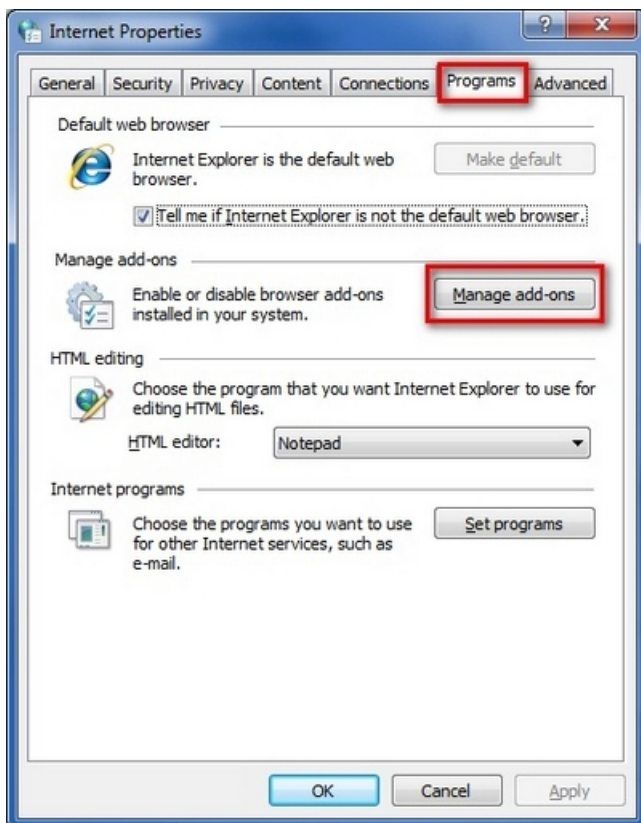 Internet Properties
?
General Security Privacy Content Connections Programs Advanced
Default web browser
Internet Explorer is the default web
browser.
Make default
Tell me if Internet Explorer is not the default web browser.
Manage add-ons
Enable or disable browser add-ons
installed in your system.
Manage add-ons
HTML editing
Choose the program that you want Internet Explorer to use for
editing HTML files.
HTML editor:
Notepad
Internet programs
Choose the programs you want to use
for other Internet services, such as
e-mail.
Set programs
OK Cancel Apply